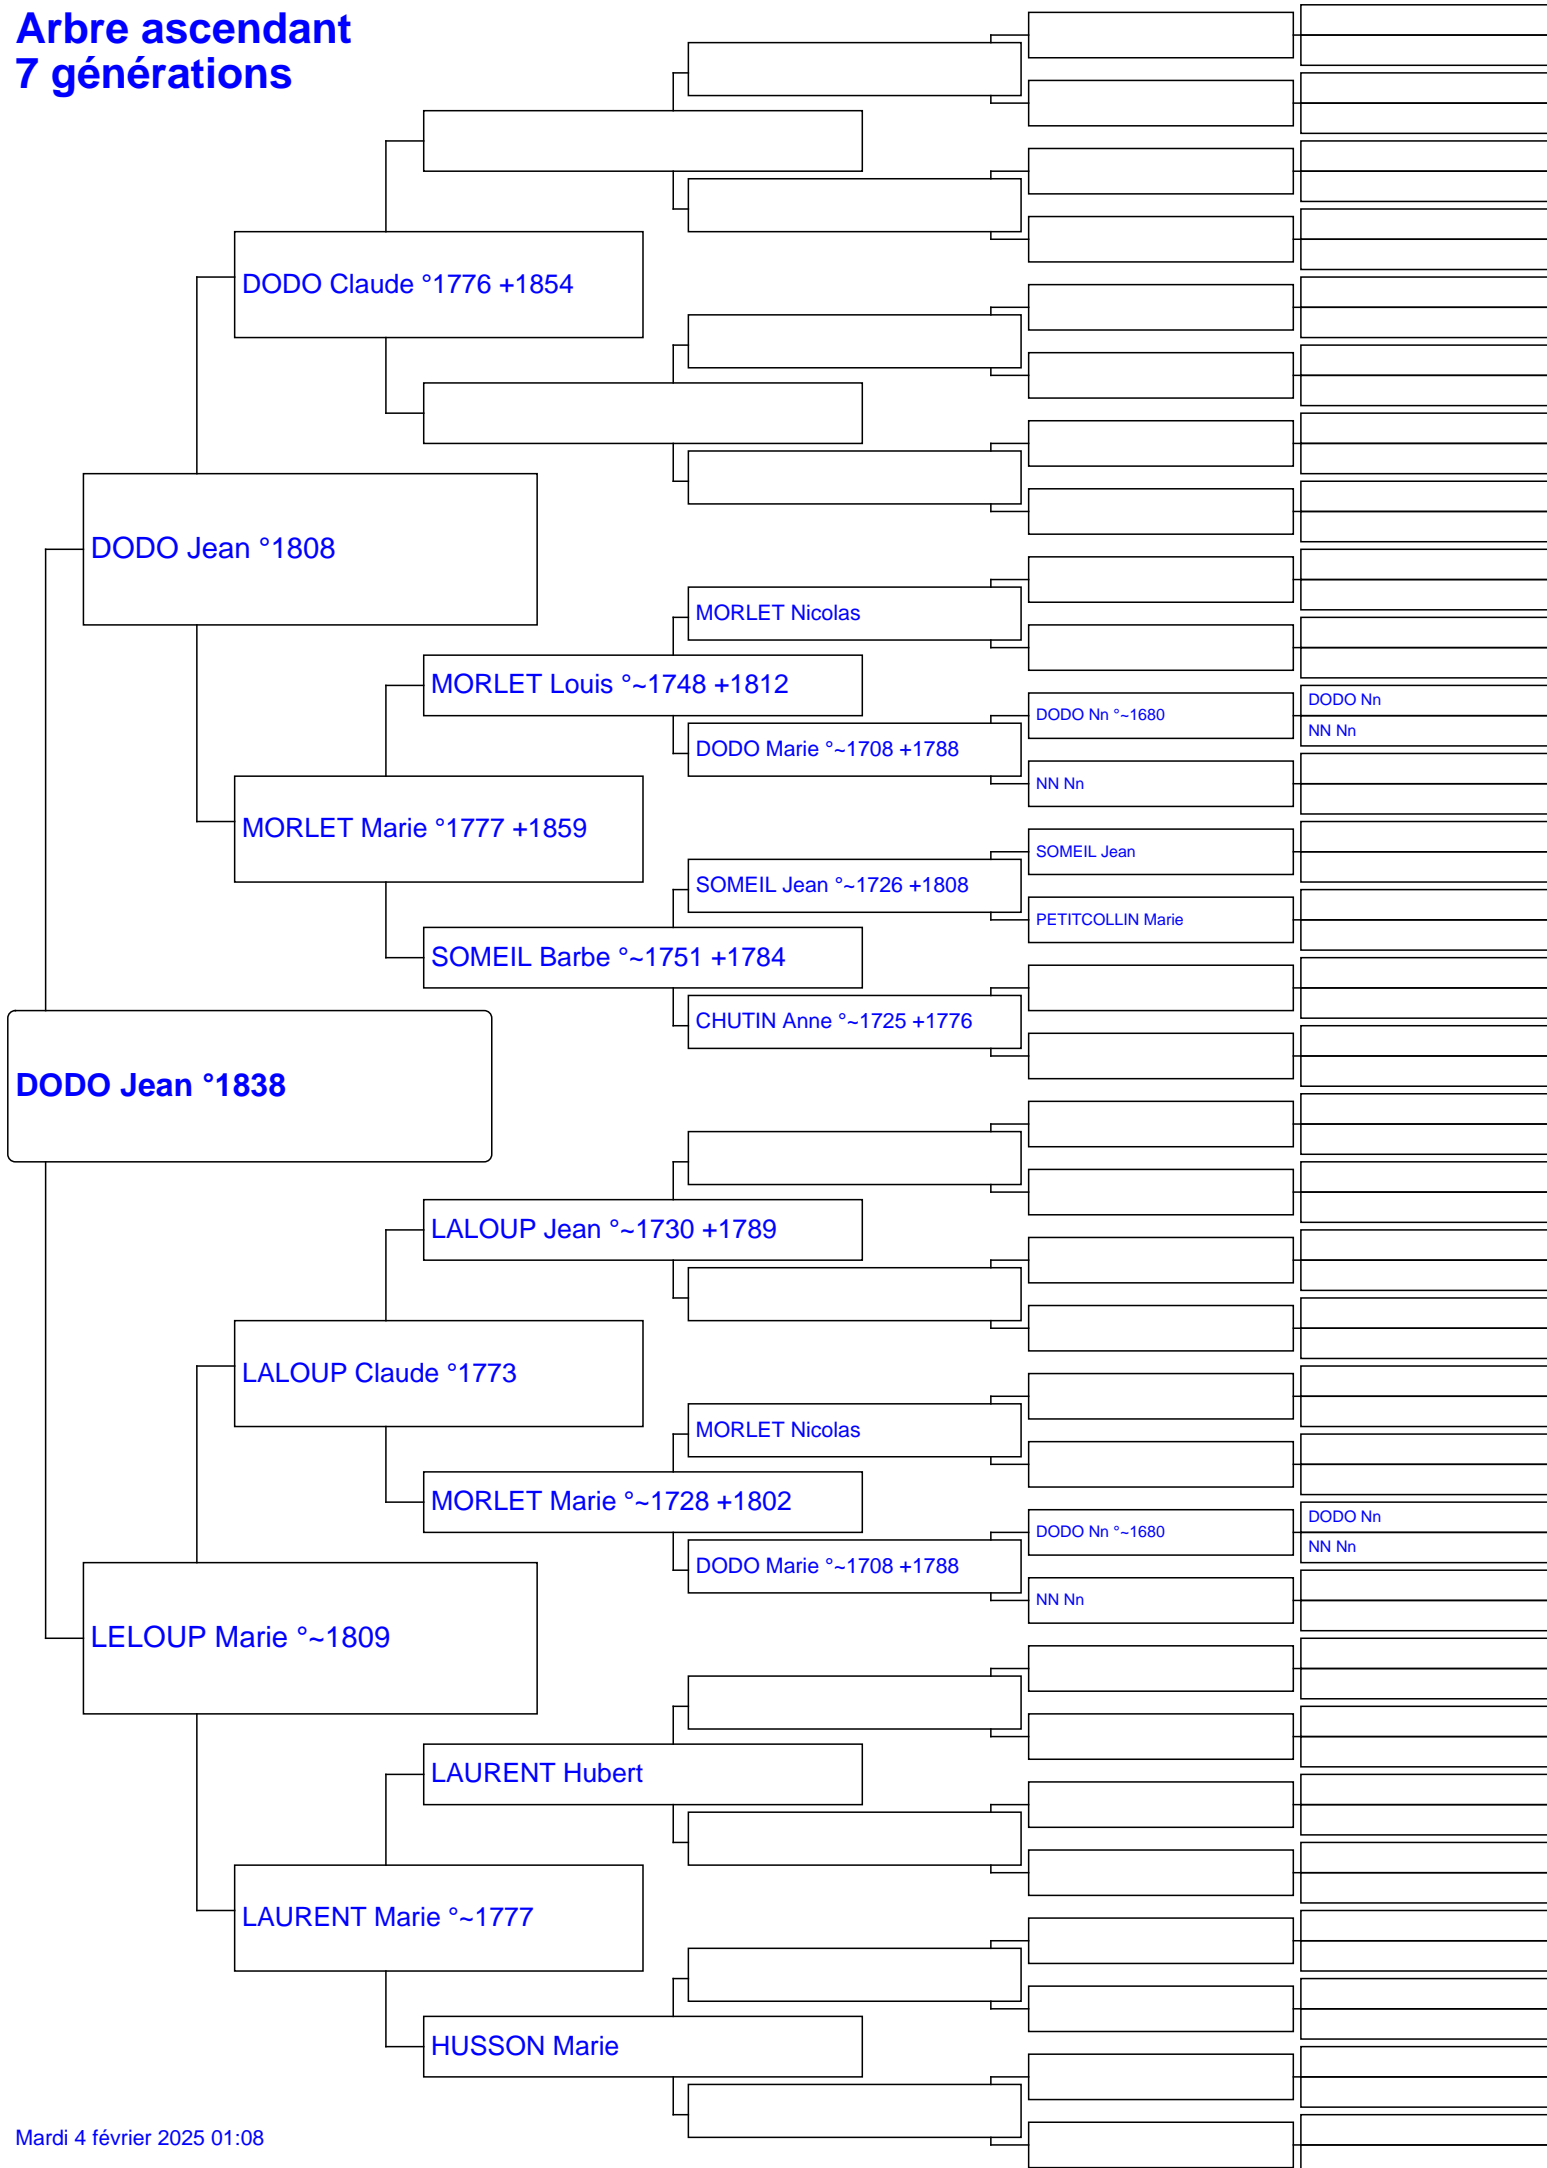 Arbre ascendant
7 générations
DODO Claude °1776 +1854
DODO Jean °1808
MORLET Nicolas
MORLET Louis °~1748 +1812
DODO Nn °~1680
DODO Nn
NN Nn
DODO Marie °~1708 +1788
NN Nn
MORLET Marie °1777 +1859
SOMEIL Jean
SOMEIL Jean °~1726 +1808
PETITCOLLIN Marie
SOMEIL Barbe °~1751 +1784
CHUTIN Anne °~1725 +1776
DODO Jean °1838
LALOUP Jean °~1730 +1789
LALOUP Claude °1773
MORLET Nicolas
MORLET Marie °~1728 +1802
DODO Nn °~1680
DODO Nn
NN Nn
DODO Marie °~1708 +1788
NN Nn
LELOUP Marie °~1809
LAURENT Hubert
LAURENT Marie °~1777
HUSSON Marie
Mardi 4 février 2025 01:08